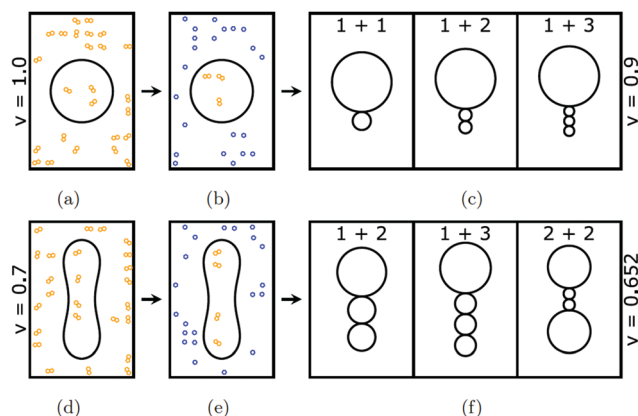 v = 1.0
1 + 1
1 + 2
1 + 3
v = 0.9
(a)
(b)
(c)
v = 0.7
1 + 2
1 + 3
2 + 2
v = 0.652
(d)
(e)
(f)